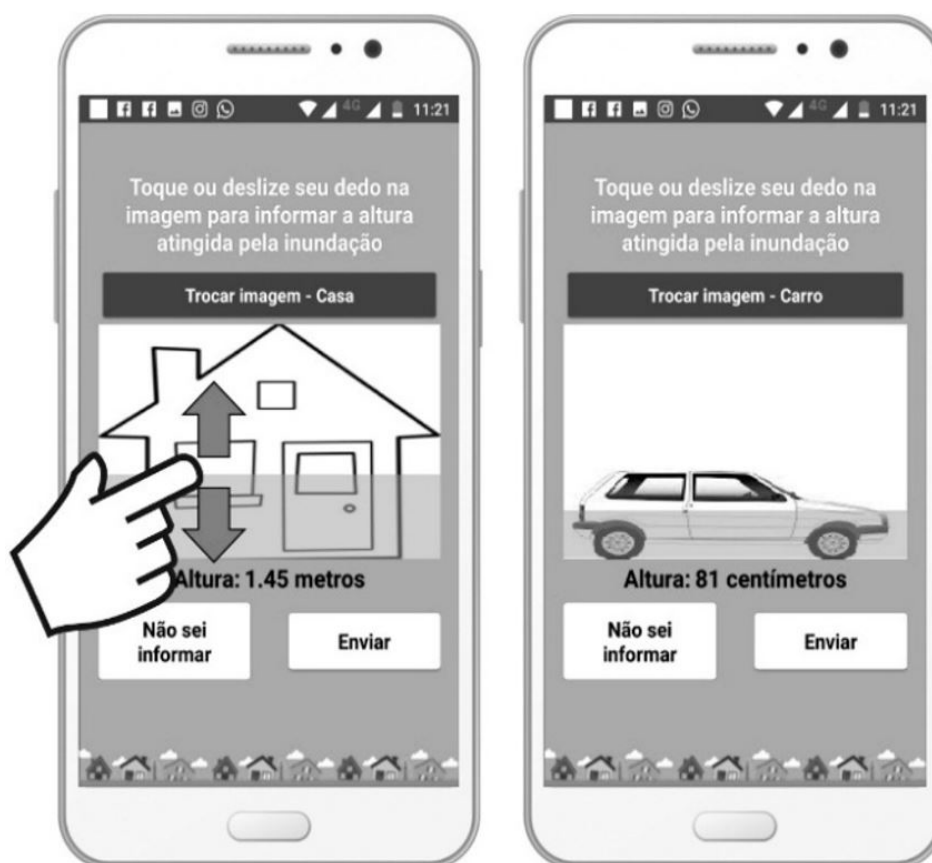 4G
11:21
Toque ou deslize seu dedo na
imagem para informar a altura
atingida pela inundação
Trocar imagem - Casa
Altura: 1.45 metros
Não sei
informar
Enviar
4G
11:21
Toque ou deslize seu dedo na
imagem para informar a altura
atingida pela inundação
Trocar imagem - Carro
Altura: 81 centímetros
Não sei
informar
Enviar